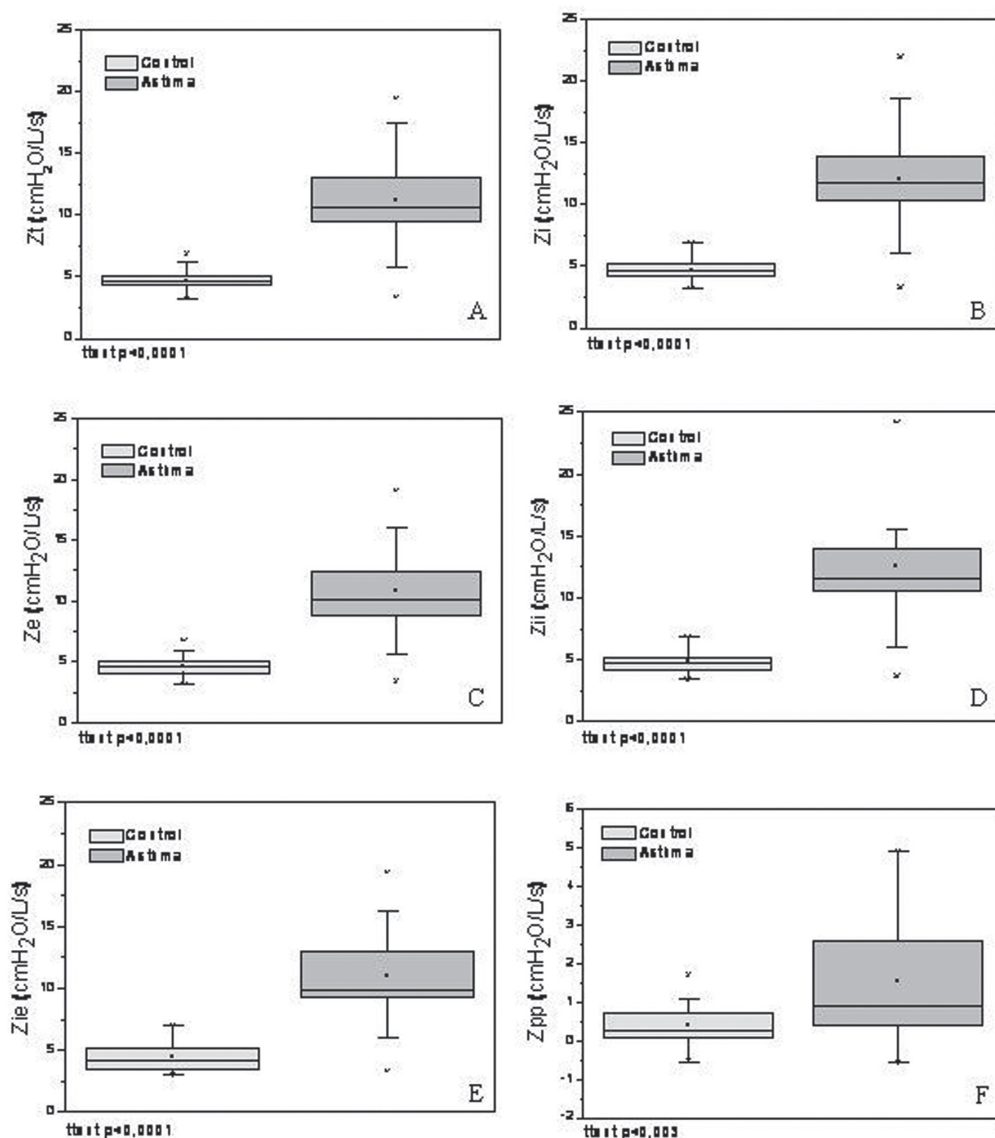 25
20
15
10
5
0
Zt (cmH₂O/L/s)
Control
Astima
A
ttest p<0,0001
25
20
15
10
5
0
Zi (cmH₂O/L/s)
Control
Astima
B
ttest p<0,0001
25
20
15
10
5
0
Ze (cmH₂O/L/s)
Control
Astima
C
ttest p<0,0001
25
20
15
10
5
0
Zii (cmH₂O/L/s)
Control
Astima
D
ttest p<0,0001
25
20
15
10
5
0
Zie (cmH₂O/L/s)
Control
Astima
E
ttest p<0,0001
6
5
4
3
2
1
0
-1
-2
Zpp (cmH₂O/L/s)
Control
Astima
F
ttest p<0,003